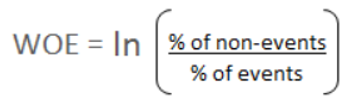 WOE = ln ( % of non-events
% of events )